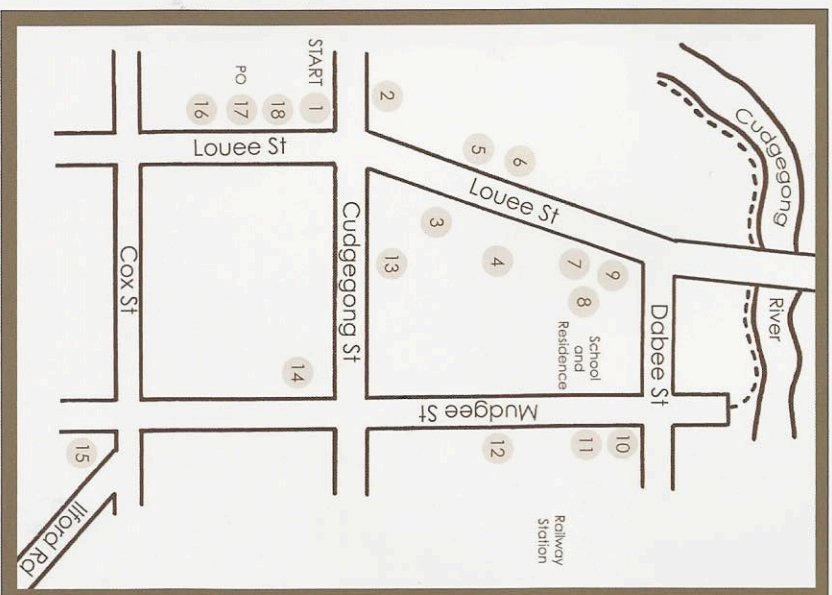 START
PO
1
18
17
16
2
Louee St
5
6
Louee St
3
4
7
9
8
13
Cudgegong
River
Cox St
Cudgegong St
Dabee St
School
and
Residence
14
Mudgee St
15
12
11
10
Ilford Rd
Railway
Station